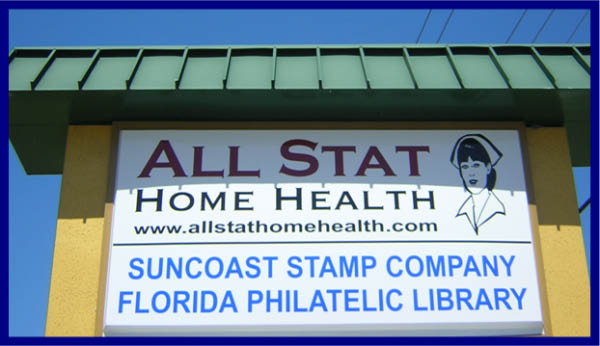 ALL STAT
HOME HEALTH
www.allstathomehealth.com
SUNCOAST STAMP COMPANY
FLORIDA PHILATELIC LIBRARY